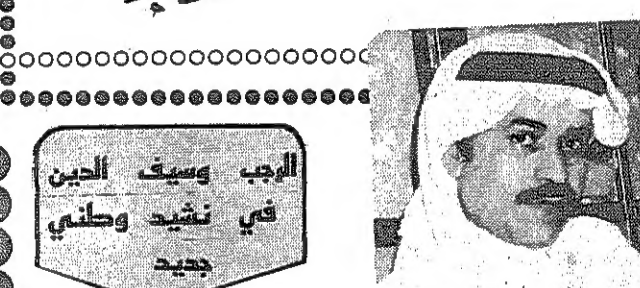 الرجب وسيف الدين
في نشيد وطني
جديد